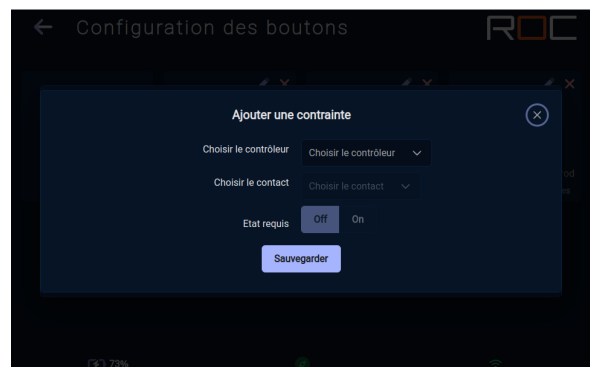 Configuration des boutons
ROC
Ajouter une contrainte
Choisir le contrôleur
Choisir le contrôleur
Choisir le contact
Choisir le contact
Etat requis
Off
On
Sauvegarder
73%